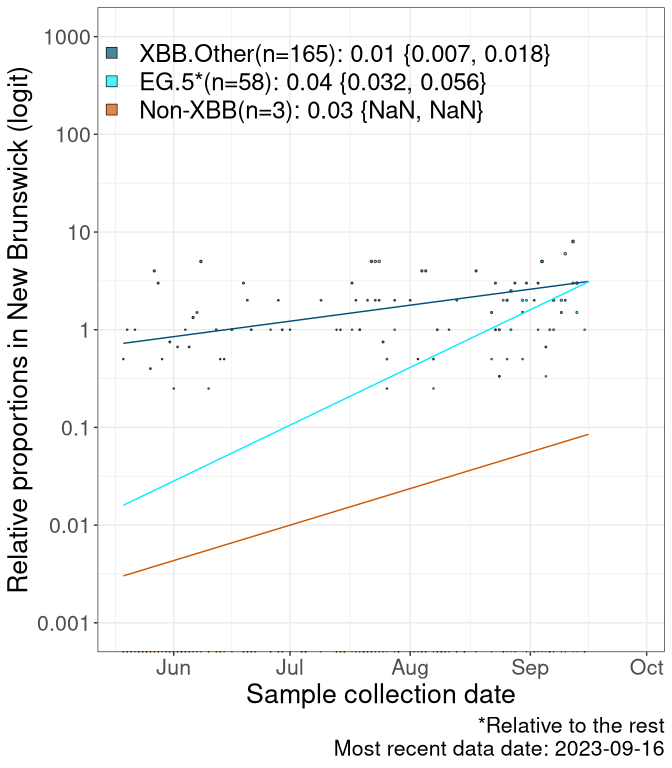 XBB.Other(n=165): 0.01 {0.007, 0.018}
EG.5*(n=58): 0.04 {0.032, 0.056}
Non-XBB(n=3): 0.03 {NaN, NaN}
Relative proportions in New Brunswick (logit)
1000
100
10
1
0.1
0.01
0.001
Jun Jul Aug Sep Oct
Sample collection date
*Relative to the rest
Most recent data date: 2023-09-16